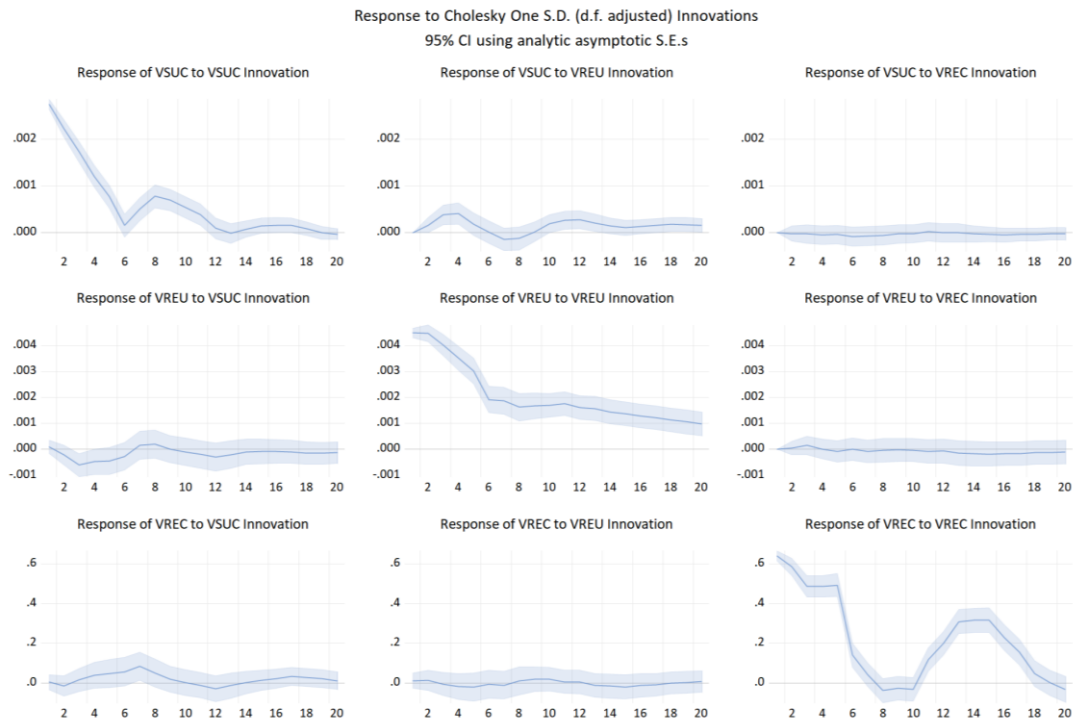 Response to Cholesky One S.D. (d.f. adjusted) Innovations
95% CI using analytic asymptotic S.E.s
Response of VSUC to VSUC Innovation
.002
.001
.000
2 4 6 8 10 12 14 16 18 20
Response of VSUC to VREU Innovation
.002
.001
.000
2 4 6 8 10 12 14 16 18 20
Response of VSUC to VREC Innovation
.002
.001
.000
2 4 6 8 10 12 14 16 18 20
Response of VREU to VSUC Innovation
.004
.003
.002
.001
.000
-.001
2 4 6 8 10 12 14 16 18 20
Response of VREU to VREU Innovation
.004
.003
.002
.001
.000
-.001
2 4 6 8 10 12 14 16 18 20
Response of VREU to VREC Innovation
.004
.003
.002
.001
.000
-.001
2 4 6 8 10 12 14 16 18 20
Response of VREC to VSUC Innovation
.6
.4
.2
.0
2 4 6 8 10 12 14 16 18 20
Response of VREC to VREU Innovation
.6
.4
.2
.0
2 4 6 8 10 12 14 16 18 20
Response of VREC to VREC Innovation
.6
.4
.2
.0
2 4 6 8 10 12 14 16 18 20